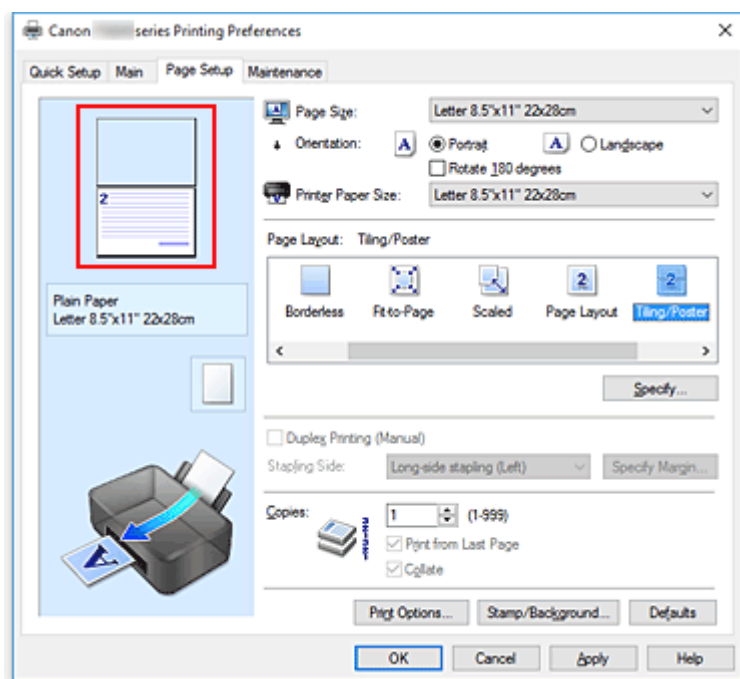 Canon series Printing Preferences
Quick Setup Main Page Setup Maintenance
Page Size: Letter 8.5"x11" 22x28cm
Orientation: A Portrait A Landscape
Rotate 180 degrees
Printer Paper Size: Letter 8.5"x11" 22x28cm
2
Page Layout: Tiling/Poster
2 2
Plain Paper
Letter 8.5"x11" 22x28cm
Borderless Fit-to-Page Scaled Page Layout Tiling/Poster
Specify...
Duplex Printing (Manual)
Stapling Side: Long-side stapling (Left) Specify Margin...
Copies: 1 (1-999)
Print from Last Page
Collate
A
Print Options... Stamp/Background... Defaults
OK Cancel Apply Help